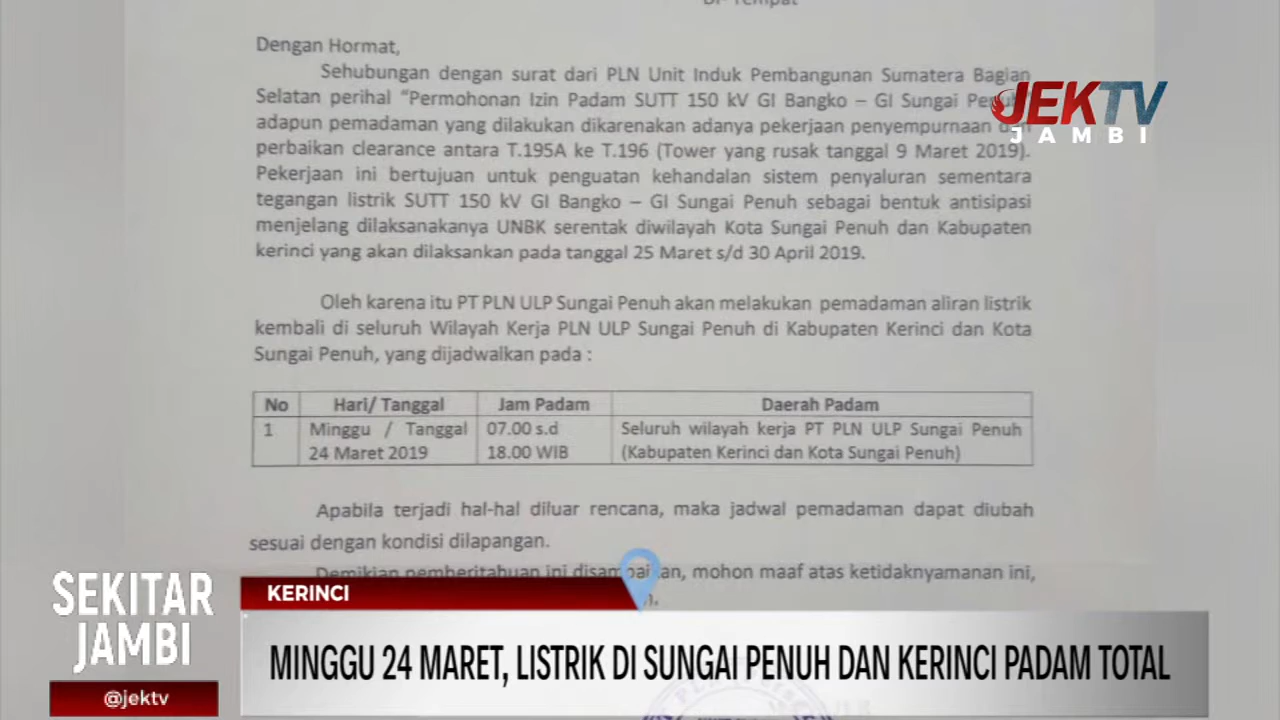 Di- Tempat
Dengan Hormat,
Sehubungan dengan surat dari PLN Unit Induk Pembangunan Sumatera Bagian
Selatan perihal “Permohonan Izin Padam SUTT 150 kV GI Bangko – GI Sungai
adapun pemadaman yang dilakukan dikarenakan adanya pekerjaan penyempurnaan
perbaikan clearance antara T.195A ke T.196 (Tower yang rusak tanggal 9 Maret 2019).
Pekerjaan ini bertujuan untuk penguatan kehandalan sistem penyaluran sementara
tegangan listrik SUTT 150 kV GI Bangko – GI Sungai Penuh sebagai bentuk antisipasi
menjelang dilaksanakanya UNBK serentak diwilayah Kota Sungai Penuh dan Kabupaten
kerinci yang akan dilaksankan pada tanggal 25 Maret s/d 30 April 2019.
JEKTV
JAMBI
Oleh karena itu PT PLN ULP Sungai Penuh akan melakukan pemadaman aliran listrik
kembali di seluruh Wilayah Kerja PLN ULP Sungai Penuh di Kabupaten Kerinci dan Kota
Sungai Penuh, yang dijadwalkan pada :
No Hari/ Tanggal Jam Padam Daerah Padam
1 Minggu / Tanggal 07.00 s.d Seluruh wilayah kerja PT PLN ULP Sungai Penuh
24 Maret 2019 18.00 WIB (Kabupaten Kerinci dan Kota Sungai Penuh)
Apabila terjadi hal-hal diluar rencana, maka jadwal pemadaman dapat diubah
sesuai dengan kondisi dilapangan.
Demikian pemberitahuan ini disampaikan, mohon maaf atas ketidaknyamanan ini,
SEKITAR
JAMBI
@jektv
KERINCI
MINGGU 24 MARET, LISTRIK DI SUNGAI PENUH DAN KERINCI PADAM TOTAL